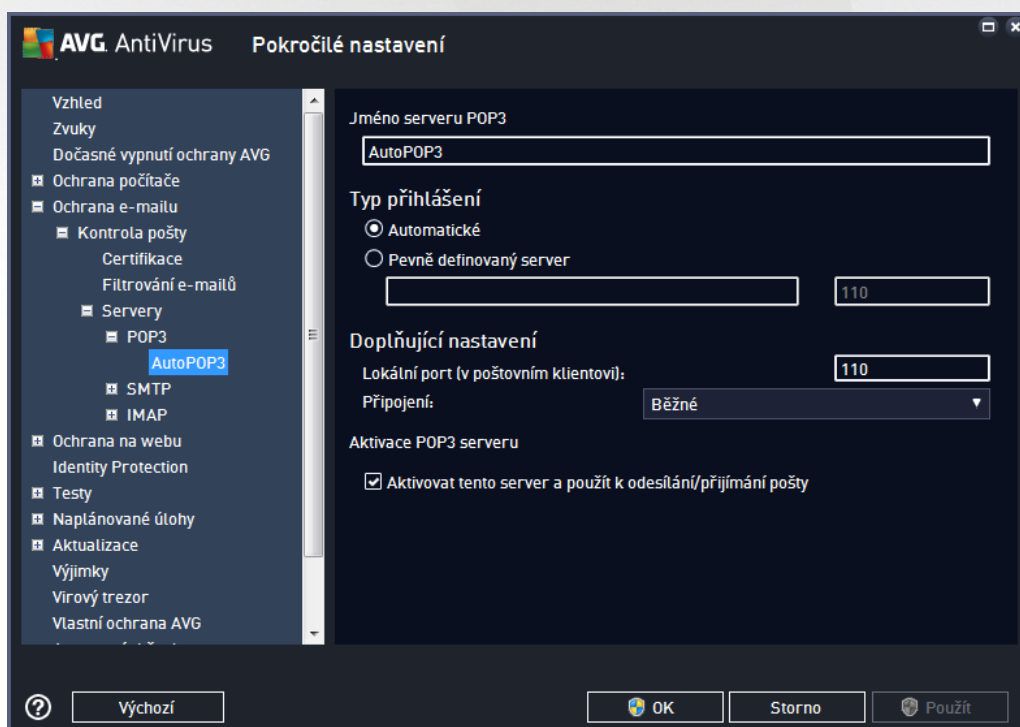 AVG. AntiVirus Pokročilé nastavení
Vzhled
Zvuky
Dočasné vypnutí ochrany AVG
Ochrana počítače
Ochrana e-mailu
Kontrola pošty
Certifikace
Filtrování e-mailů
Servery
POP3
AutoPOP3
SMTP
IMAP
Ochrana na webu
Identity Protection
Testy
Naplánované úlohy
Aktualizace
Výjimky
Virový trezor
Vlastní ochrana AVG
Jméno serveru POP3
AutoPOP3
Typ přihlášení
Automatické
Pevně definovaný server
110
Doplňující nastavení
Lokální port (v poštovním klientovi): 110
Připojení: Běžné
Aktivace POP3 serveru
Aktivovat tento server a použít k odesílání/přijímání pošty
? Výchozí OK Storno Použít